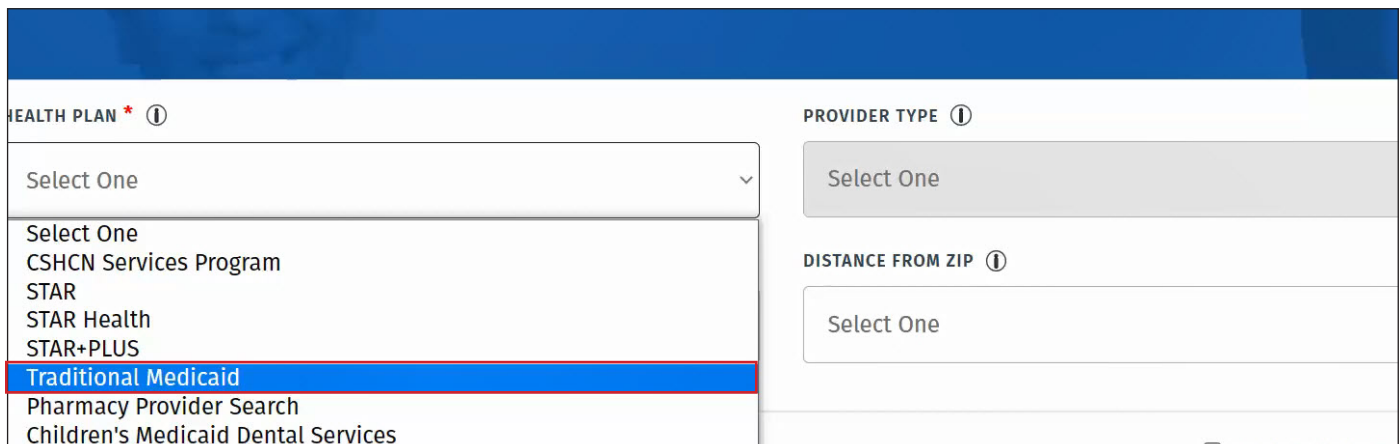 HEALTH PLAN *
Select One
Select One
CSHCN Services Program
STAR
STAR Health
STAR+PLUS
Traditional Medicaid
Pharmacy Provider Search
Children's Medicaid Dental Services
PROVIDER TYPE
Select One
DISTANCE FROM ZIP
Select One